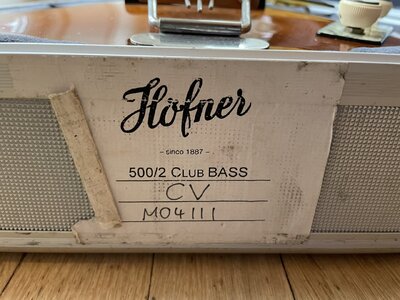 Höfner
– since 1887 –
500/2 CLUB BASS
CV
M04111